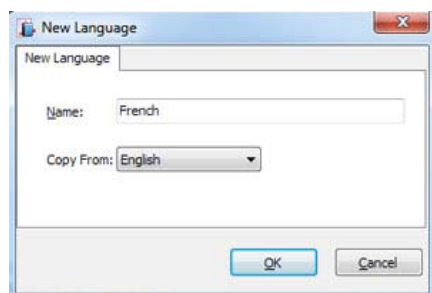 New Language
New Language
Name: French
Copy From: English
OK Cancel